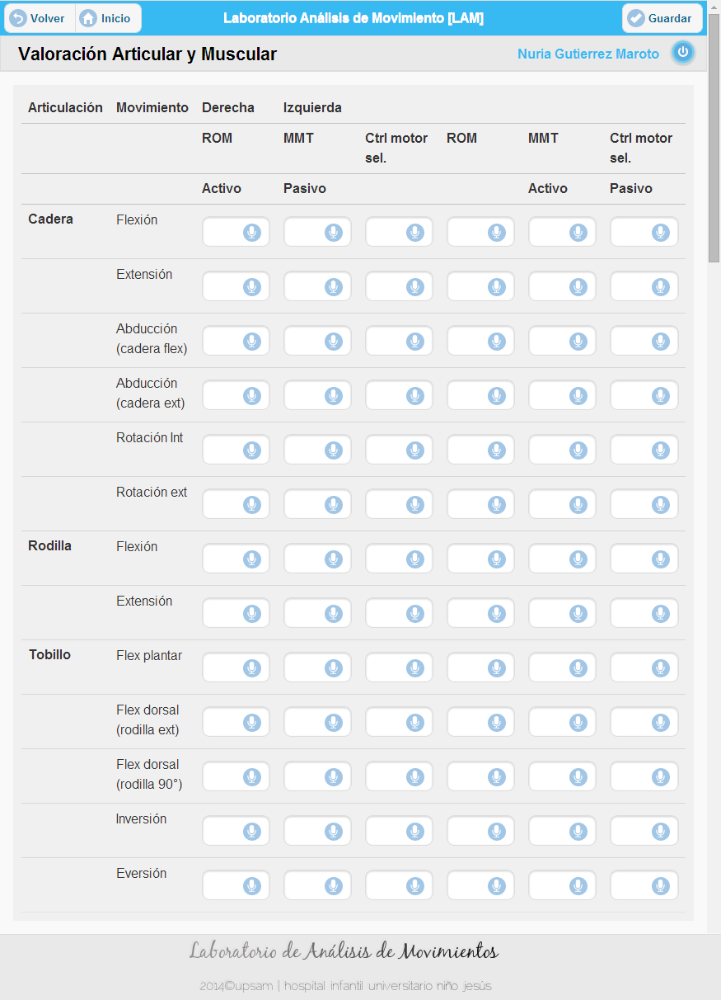 Volver Inicio Laboratorio Análisis de Movimiento [LAM] Guardar
Valoración Articular y Muscular Nuria Gutierrez Maroto
Articulación Movimiento Derecha Izquierda
ROM MMT Ctrl motor sel. ROM MMT Ctrl motor sel.
Activo Pasivo Activo Pasivo
Cadera Flexión
Extensión
Abducción
(cadera flex)
Abducción
(cadera ext)
Rotación Int
Rotación ext
Rodilla Flexión
Extensión
Tobillo Flex plantar
Flex dorsal
(rodilla ext)
Flex dorsal
(rodilla 90°)
Inversión
Eversión
Laboratorio de Análisis de Movimientos
2014©upsam | hospital infantil universitario niño jesús